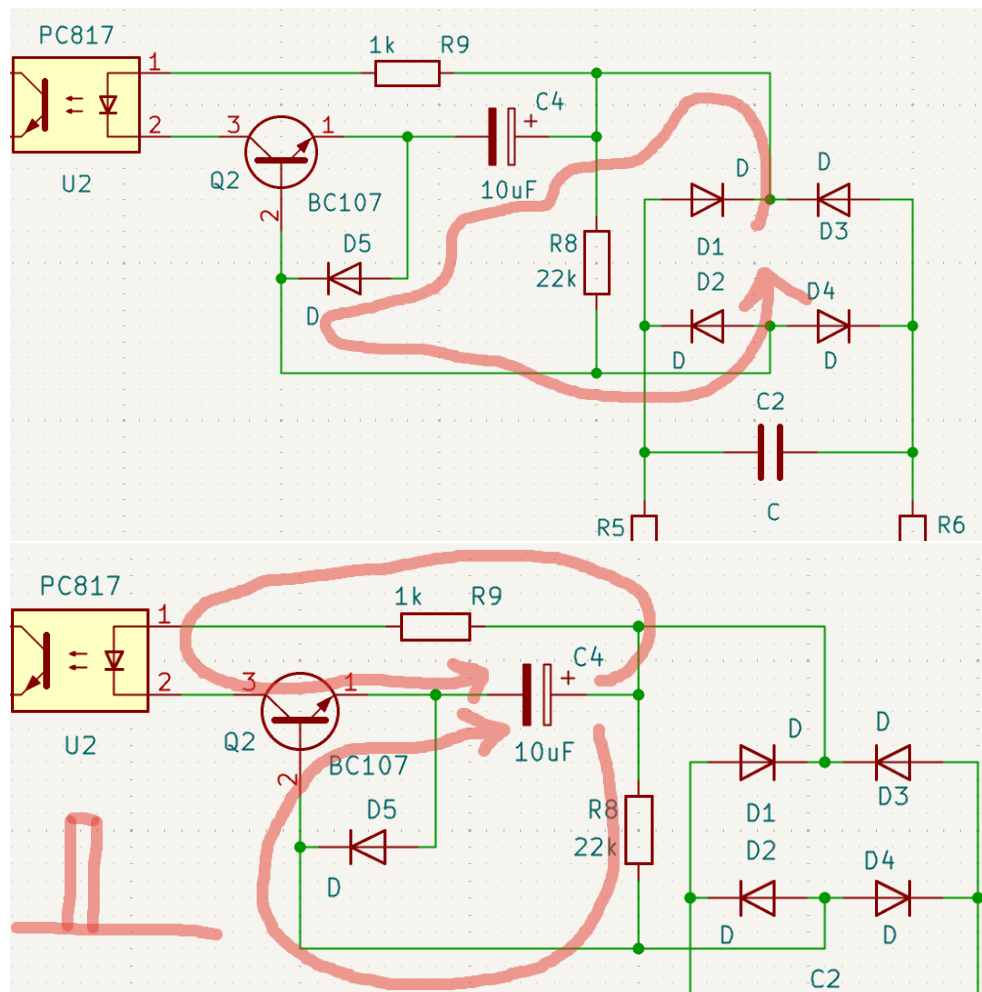 PC817
1 1k R9
C4
+
2 3 1
U2 Q2 10uF
BC107
2
D D
R8
22k
D1 D3
D5
D2 D4
D
D D
C2
C
R5 R6
PC817
1 1k R9
C4
+
2 3 1
U2 Q2 10uF
BC107
2
D D
R8
22k
D1 D3
D5
D2 D4
D
D D
C2